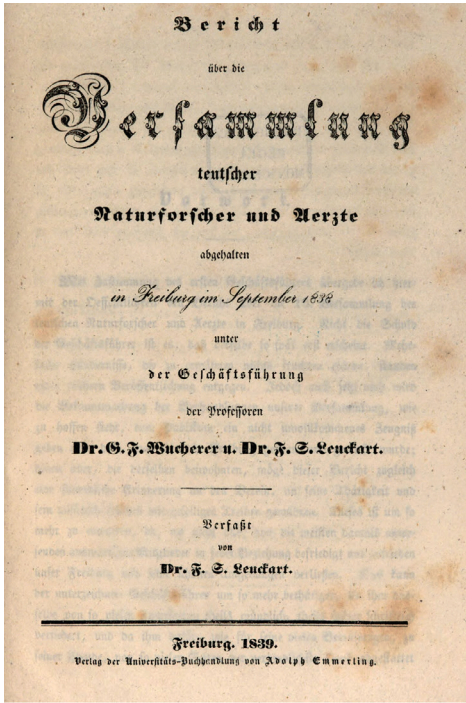 Bericht
über die
Versammlung
teutscher
Naturforscher und Aerzte
abgehalten
in Freiburg im September 1838
unter
der Geschäftsführung
der Professoren
Dr. G. F. Wucherer u. Dr. F. S. Leuckart.
Verfaßt
von
Dr. F. S. Leuckart.
Freiburg. 1839.
Verlag der Universitäts-Buchhandlung von Adolph Emmerling.